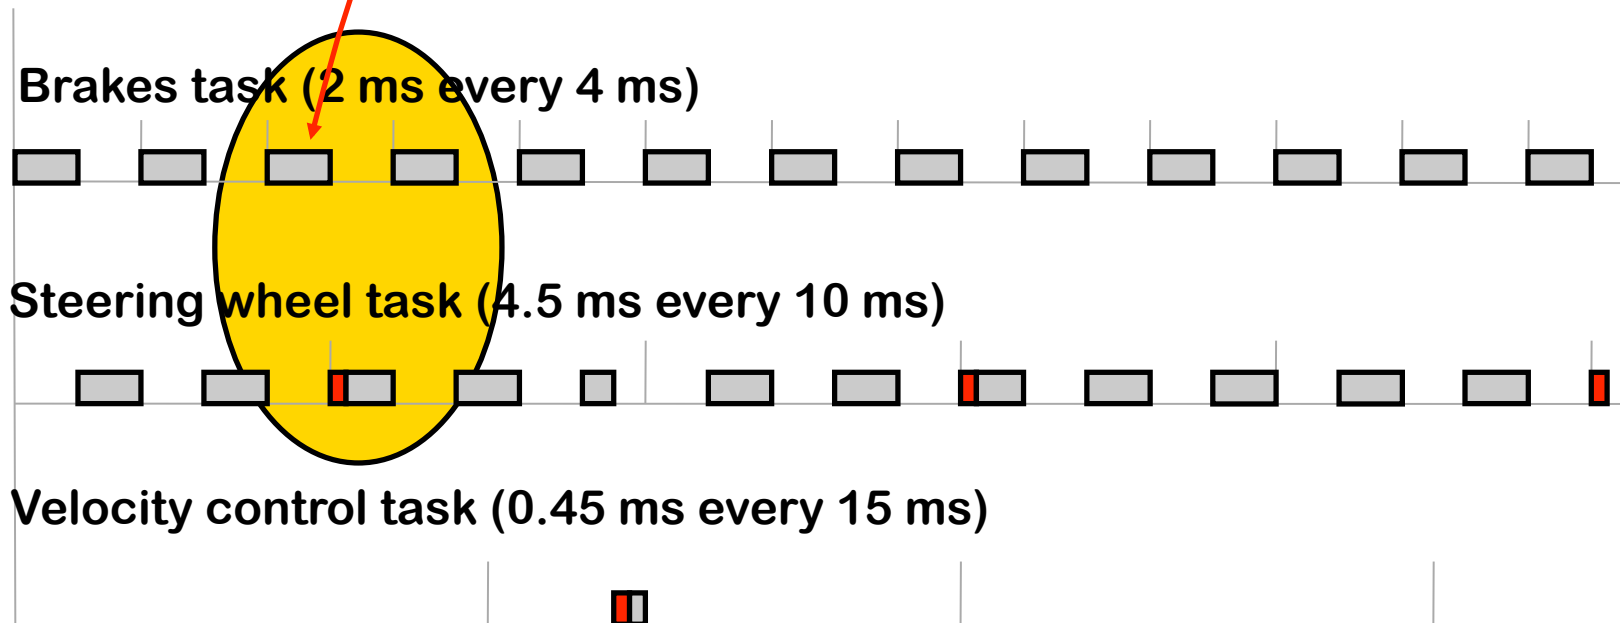 Brakes task (2 ms every 4 ms)
Steering wheel task (4.5 ms every 10 ms)
Velocity control task (0.45 ms every 15 ms)